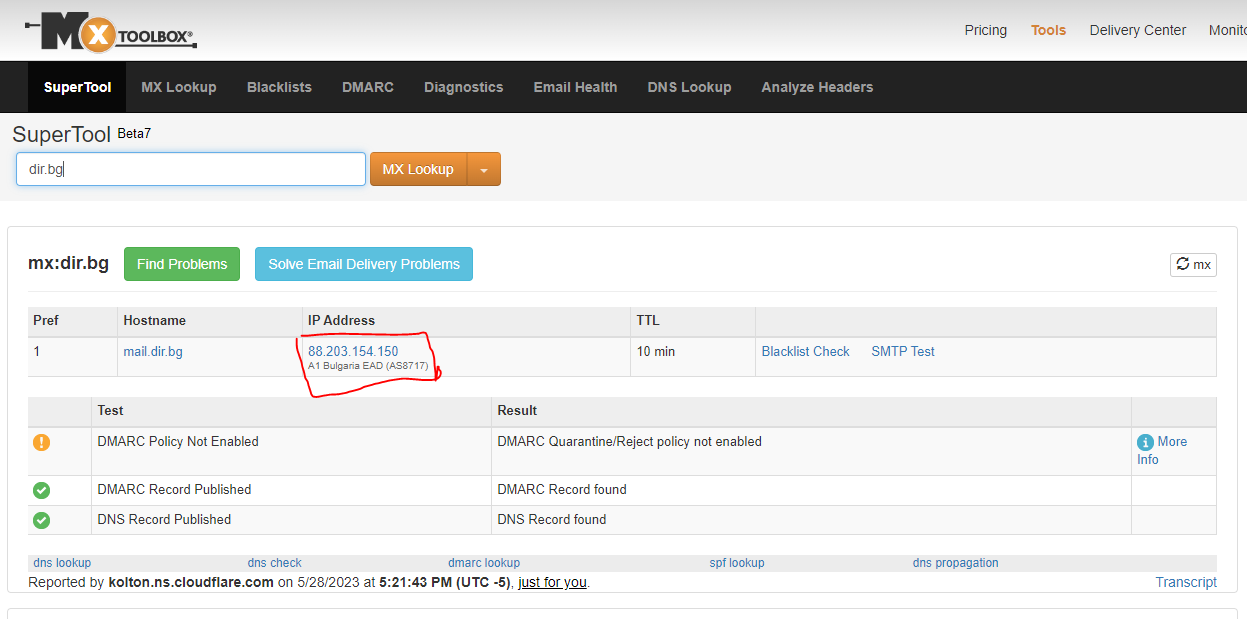 MX TOOLBOX®
Pricing Tools Delivery Center Monito
SuperTool MX Lookup Blacklists DMARC Diagnostics Email Health DNS Lookup Analyze Headers
SuperTool Beta7
dir.bg MX Lookup
mx:dir.bg Find Problems Solve Email Delivery Problems mx
Pref Hostname IP Address TTL
1 mail.dir.bg 88.203.154.150 10 min Blacklist Check SMTP Test
A1 Bulgaria EAD (AS8717)
Test Result
DMARC Policy Not Enabled DMARC Quarantine/Reject policy not enabled More
Info
DMARC Record Published DMARC Record found
DNS Record Published DNS Record found
dns lookup dns check dmarc lookup spf lookup dns propagation
Reported by kolton.ns.cloudflare.com on 5/28/2023 at 5:21:43 PM (UTC -5), just for you. Transcript